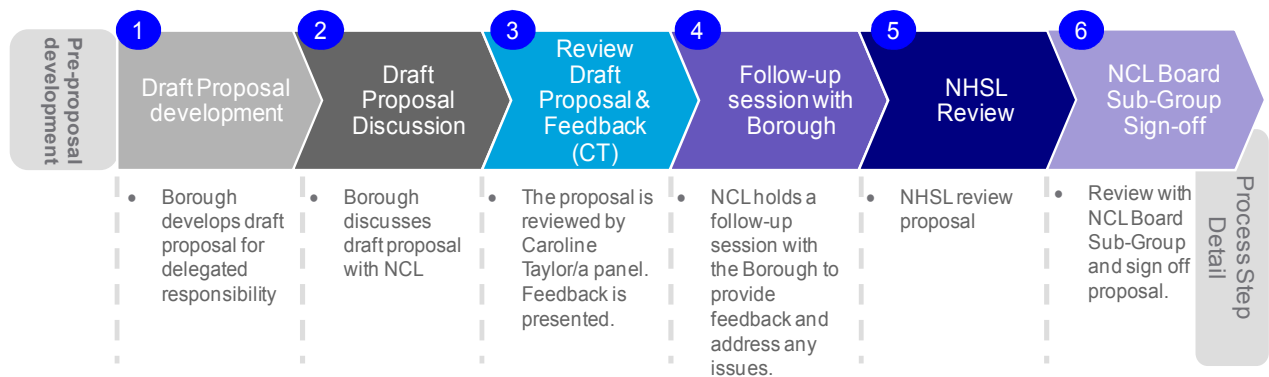 Pre-proposal
development
1
Draft Proposal
development
2
Draft
Proposal
Discussion
3
Review
Draft
Proposal &
Feedback
(CT)
4
Follow-up
session with
Borough
5
NHSL
Review
6
NCL Board
Sub-Group
Sign-off
• Borough
develops draft
proposal for
delegated
responsibility
• Borough
discusses
draft proposal
with NCL
• The proposal is
reviewed by
Caroline
Taylor/a panel.
Feedback is
presented.
• NCL holds a
follow-up
session with
the Borough to
provide
feedback and
address any
issues.
• NHSL review
proposal
• Review with
NCL Board
Sub-Group
and sign off
proposal.
Process Step
Detail